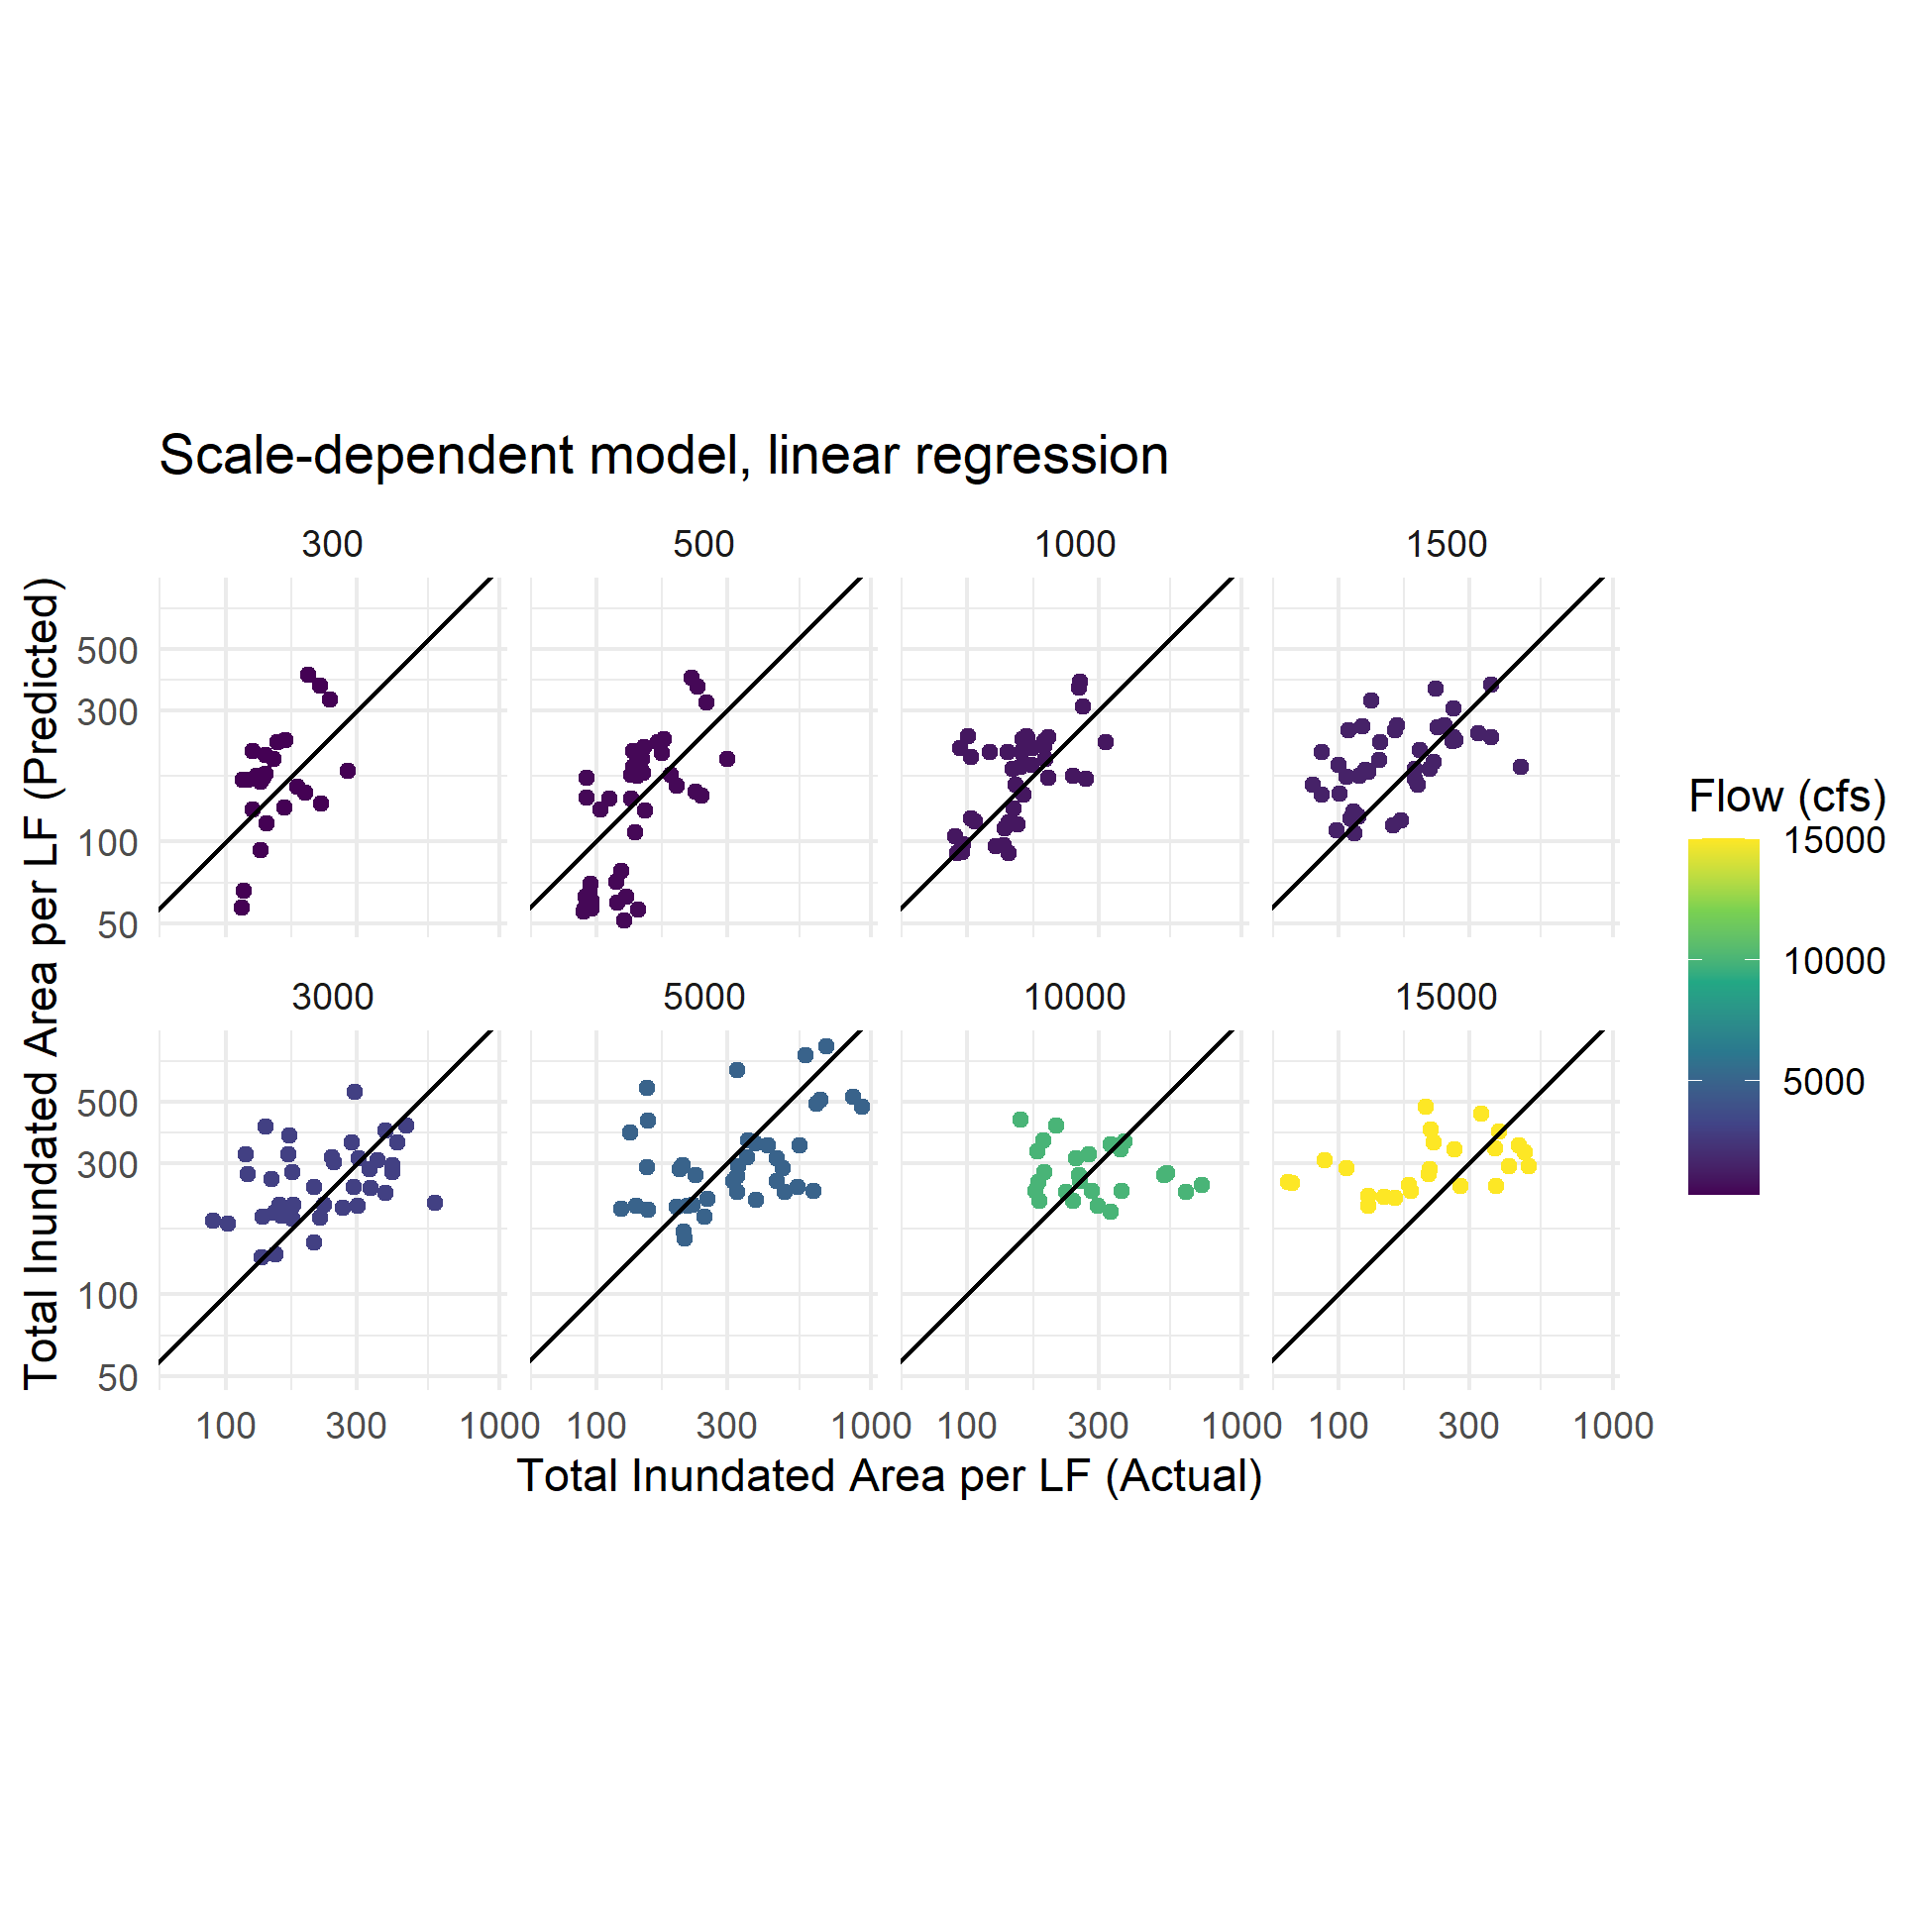 Scale-dependent model, linear regression
300 500 1000 1500
Total Inundated Area per LF (Predicted)
500
300
100
50
3000 5000 10000 15000
500
300
100
50
100 300 1000 100 300 1000 100 300 1000 100 300 1000
Total Inundated Area per LF (Actual)
Flow (cfs)
15000
10000
5000